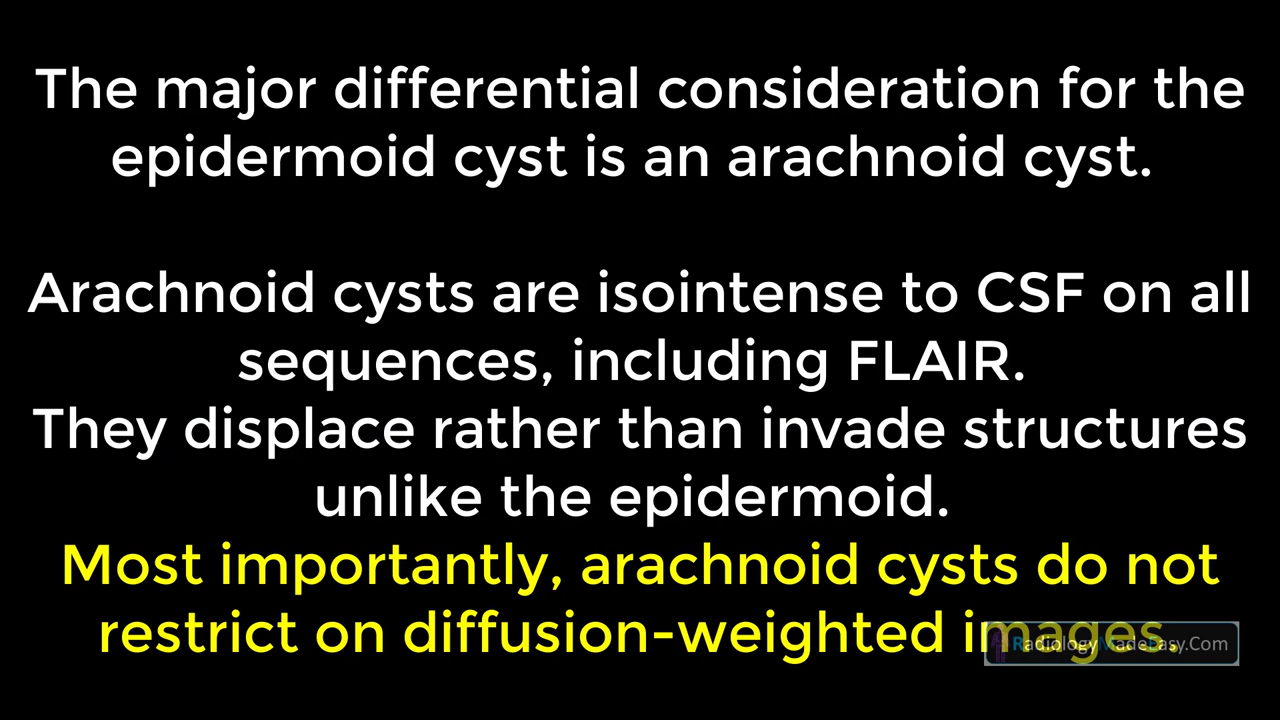 The major differential consideration for the
epidermoid cyst is an arachnoid cyst.
Arachnoid cysts are isointense to CSF on all
sequences, including FLAIR.
They displace rather than invade structures
unlike the epidermoid.
Most importantly, arachnoid cysts do not
restrict on diffusion-weighted images.
RadiologyMadeEasy.Com